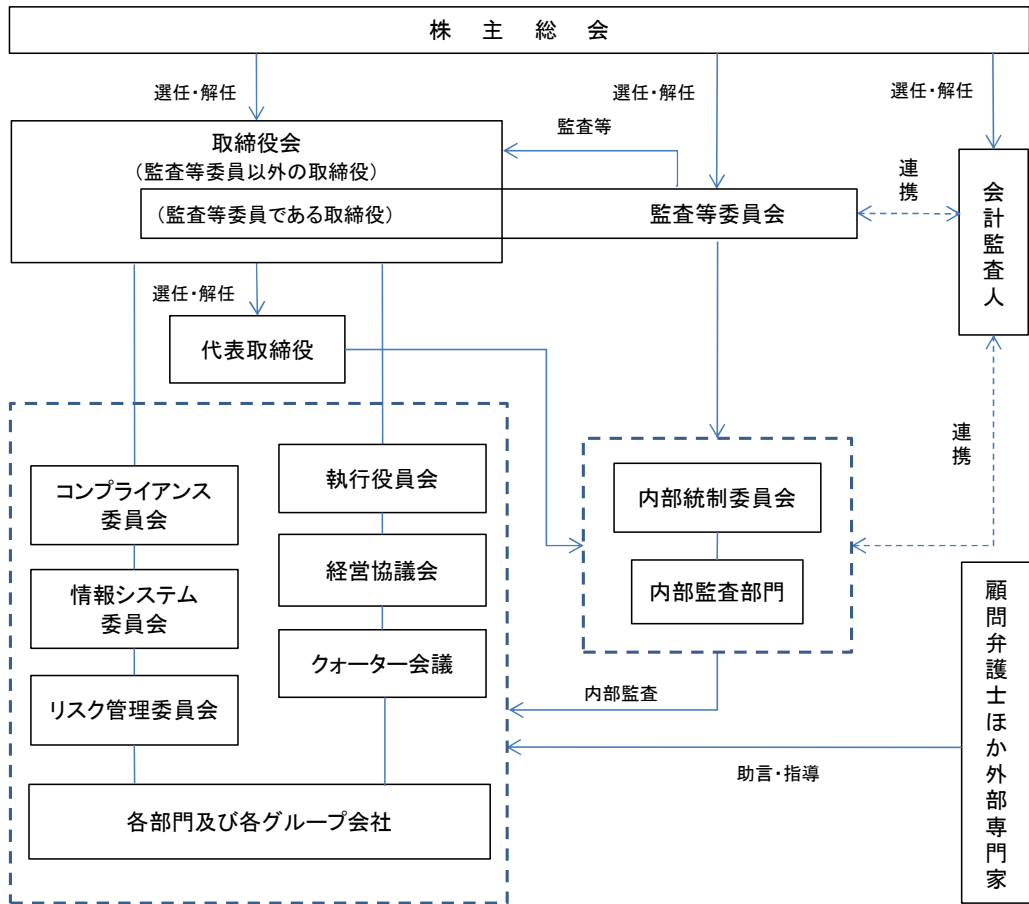 株 主 総 会
選任・解任
選任・解任
選任・解任
取締役会
（監査等委員以外の取締役）
監査等
（監査等委員である取締役）
監査等委員会
連携
会計監査人
選任・解任
代表取締役
連携
コンプライアンス
委員会
情報システム
委員会
リスク管理委員会
執行役員会
経営協議会
クォーター会議
内部統制委員会
内部監査部門
内部監査
助言・指導
顧問弁護士ほか外部専門家
各部門及び各グループ会社